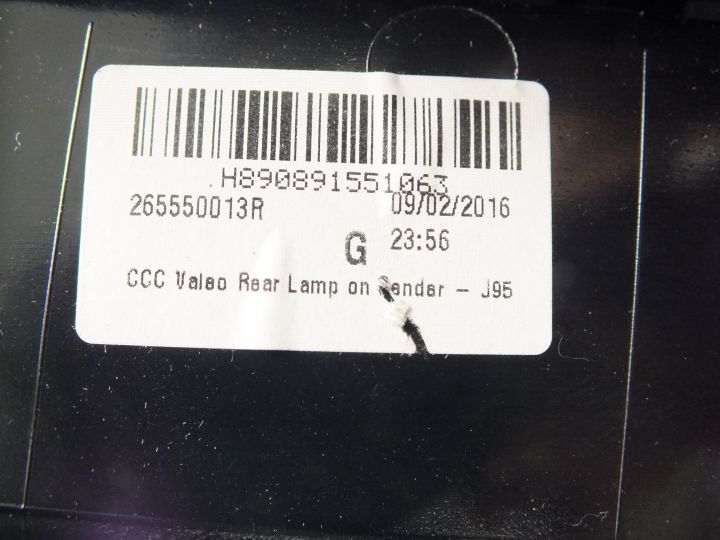 H890891551063
265550013R 09/02/2016
G 23:56
CCC Valeo Rear Lamp on Fender - J95